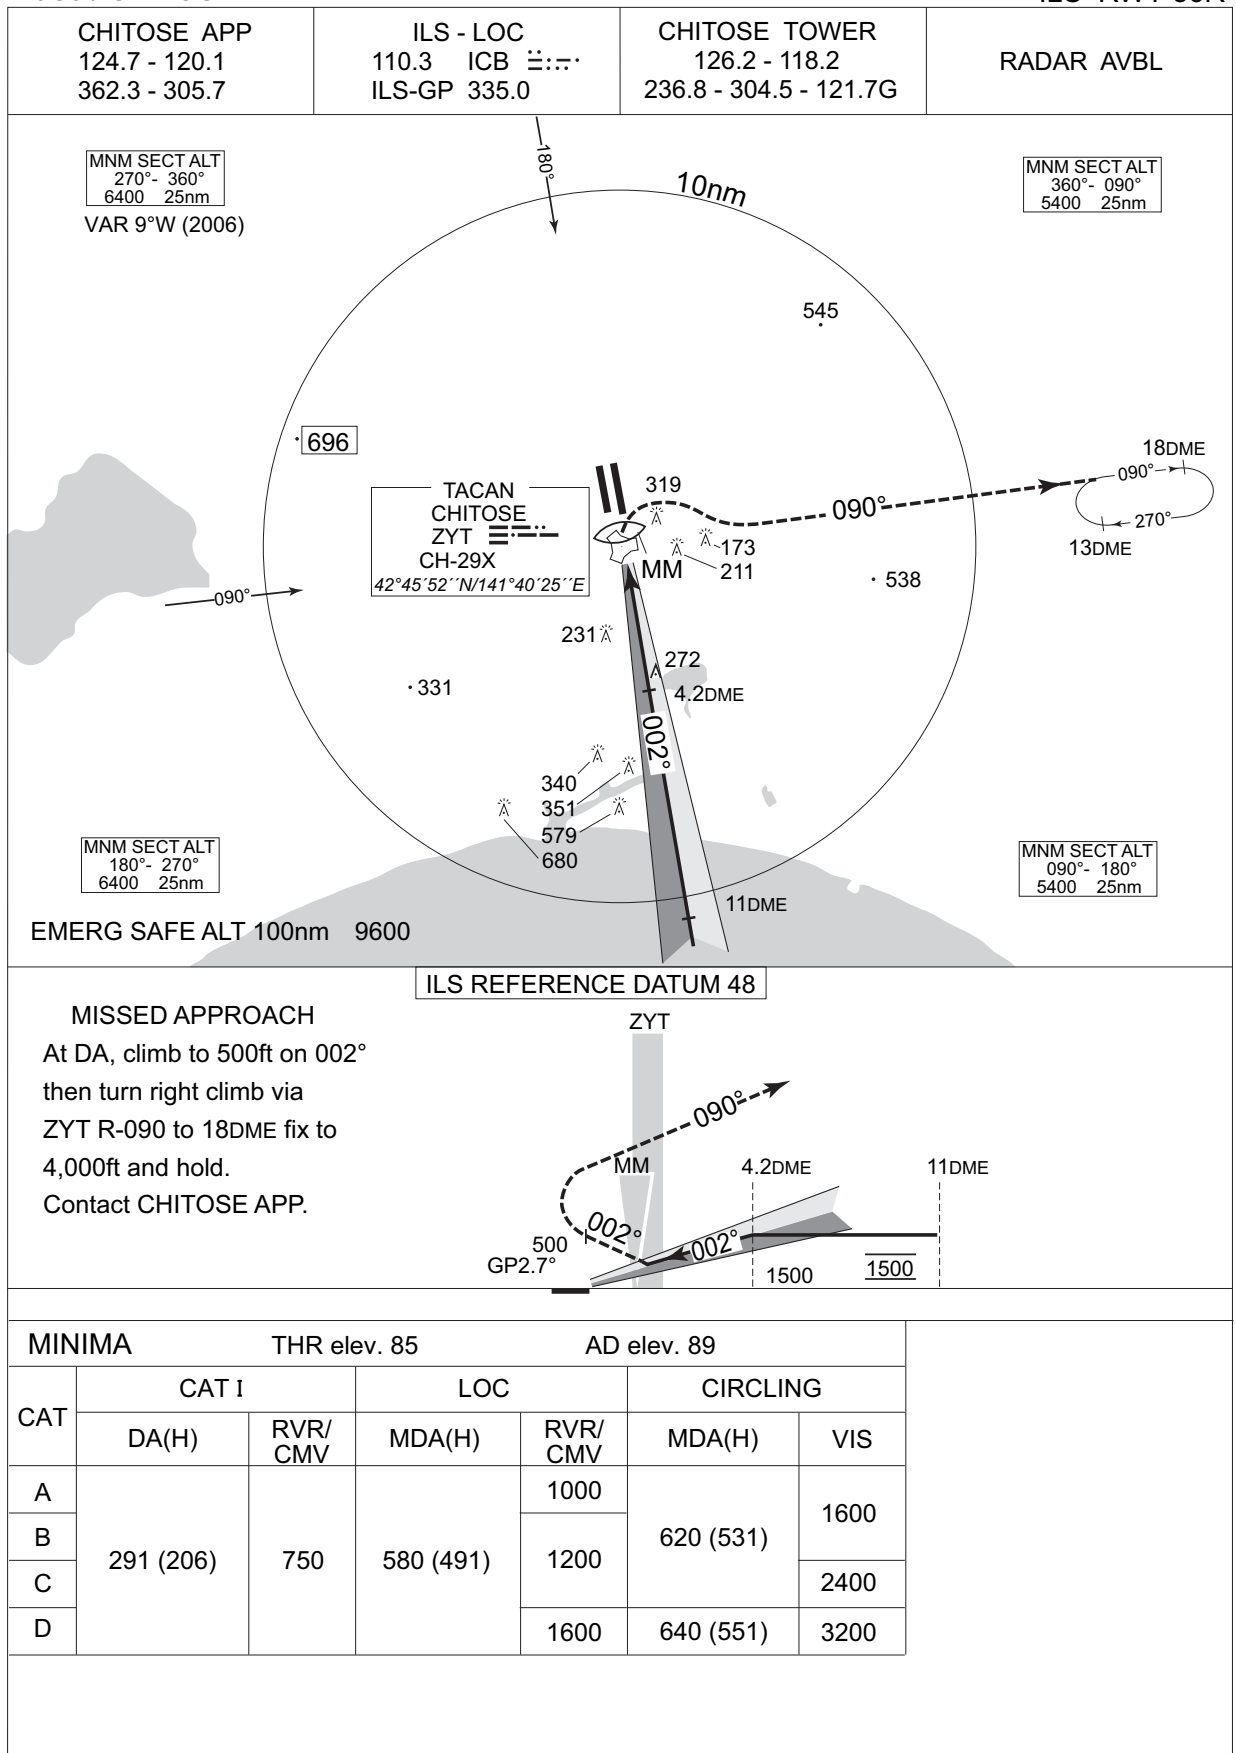 CHITOSE APP
124.7 - 120.1
362.3 - 305.7
ILS - LOC
110.3 ICB
ILS-GP 335.0
CHITOSE TOWER
126.2 - 118.2
236.8 - 304.5 - 121.7G
RADAR AVBL
MNM SECT ALT
270°- 360°
6400 25nm
VAR 9°W (2006)
180°
10nm
MNM SECT ALT
360°- 090°
5400 25nm
545
696
18DME
090°
270°
13DME
319
090°
TACAN
CHITOSE
ZYT
CH-29X
42°45´52´´N/141°40´25´´E
173
211
MM
538
090°
231
272
331
4.2DME
002°
340
351
579
680
MNM SECT ALT
180°- 270°
6400 25nm
MNM SECT ALT
090°- 180°
5400 25nm
11DME
EMERG SAFE ALT 100nm 9600
ILS REFERENCE DATUM 48
MISSED APPROACH
At DA, climb to 500ft on 002°
then turn right climb via
ZYT R-090 to 18DME fix to
4,000ft and hold.
Contact CHITOSE APP.
ZYT
090°
MM
4.2DME
11DME
002°
500
GP2.7°
002°
1500
1500
MINIMA THR elev. 85 AD elev. 89
CAT
CAT I
LOC
CIRCLING
DA(H)
RVR/
CMV
MDA(H)
RVR/
CMV
MDA(H)
VIS
A
B
C
D
291 (206)
750
580 (491)
1000
1200
1600
620 (531)
640 (551)
1600
2400
3200